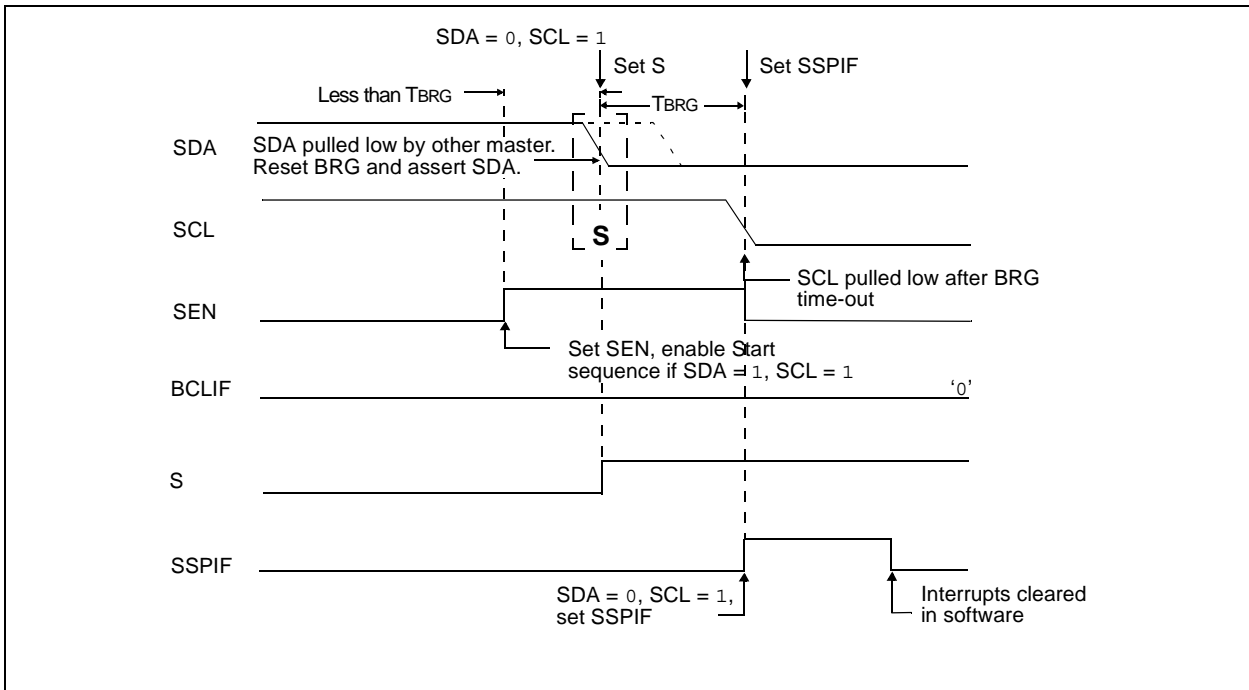 SDA = 0, SCL = 1
Set S
Set SSPIF
Less than TBRG
TBRG
SDA
SDA pulled low by other master.
Reset BRG and assert SDA.
SCL
S
SCL pulled low after BRG
time-out
SEN
Set SEN, enable Start
sequence if SDA = 1, SCL = 1
BCLIF
‘0’
S
SSPIF
SDA = 0, SCL = 1,
set SSPIF
Interrupts cleared
in software